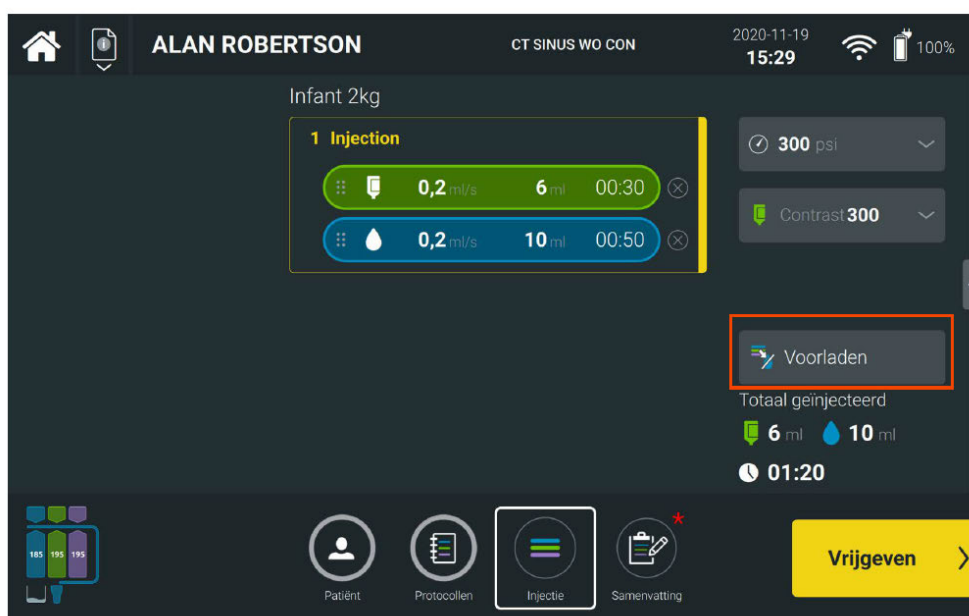 ALAN ROBERTSON
CT SINUS WO CON
2020-11-19
15:29
100%
Infant 2kg
1 Injection
0,2 ml/s 6 ml 00:30
0,2 ml/s 10 ml 00:50
300 psi
Contrast 300
Voorladen
Totaal geïnjecteerd
6 ml 10 ml
01:20
185 195 195
Patiënt
Protocollen
Injectie
Samenvatting
*
Vrijgeven